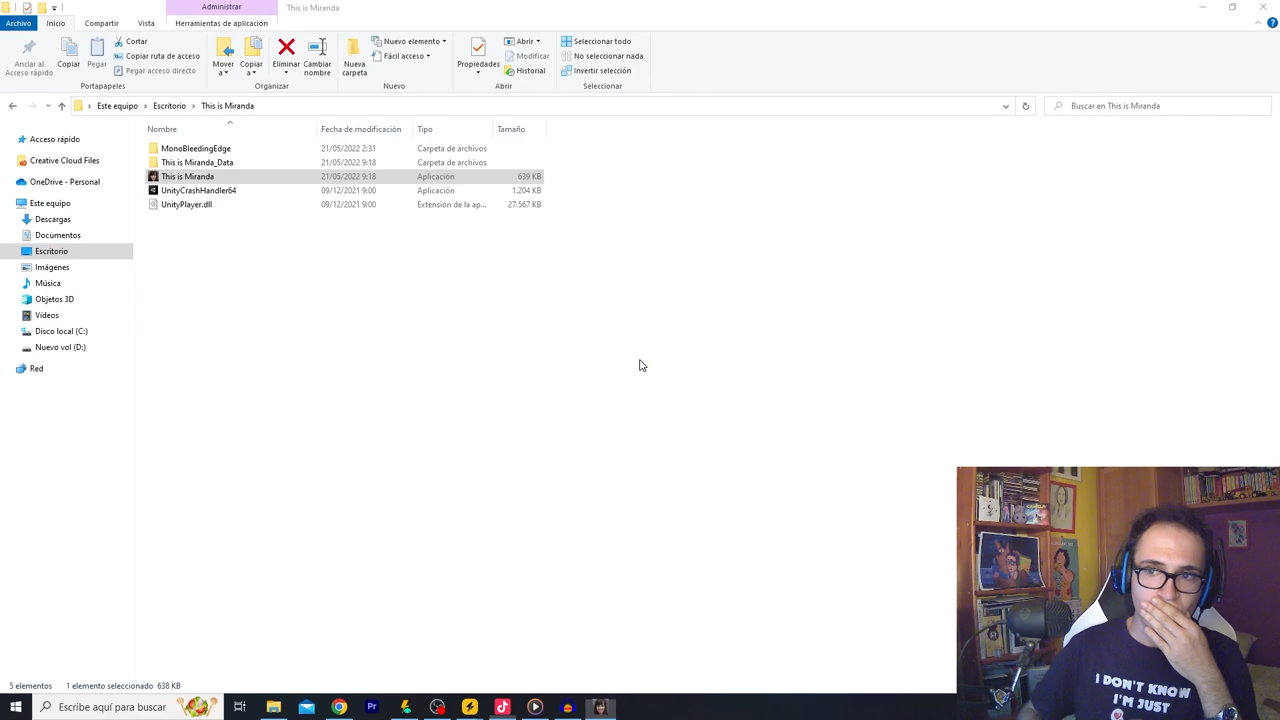 Administrar
This is Miranda
Archivo
Inicio
Compartir
Vista
Herramientas de aplicación
Anclar al
Acceso rápido
Copiar
Pegar
Cortar
Copiar ruta de acceso
Pegar acceso directo
Portapapeles
Mover
a
Copiar
a
Eliminar
Cambiar
nombre
Organizar
Nueva
carpeta
Nuevo elemento
Fácil acceso
Nuevo
Propiedades
Abrir
Modificar
Historial
Abrir
Seleccionar todo
No seleccionar nada
Invertir selección
Seleccionar
Este equipo
Escritorio
This is Miranda
Buscar en This is Miranda
Nombre
Fecha de modificación
Tipo
Tamaño
MonoBleedingEdge 21/05/2022 2:31 Carpeta de archivos
This is Miranda_Data 21/05/2022 9:18 Carpeta de archivos
This is Miranda 21/05/2022 9:18 Aplicación 639 KB
UnityCrashHandler64 09/12/2021 9:00 Aplicación 1.204 KB
UnityPlayer.dll 09/12/2021 9:00 Extensión de la ap... 27.567 KB
Acceso rápido
Creative Cloud Files
OneDrive - Personal
Este equipo
Descargas
Documentos
Escritorio
Imágenes
Música
Objetos 3D
Vídeos
Disco local (C:)
Nuevo vol (D:)
Red
I DON'T KNOW
I'M JUST
5 elementos
1 elemento seleccionado 638 KB
Escribe aquí para buscar
Pr